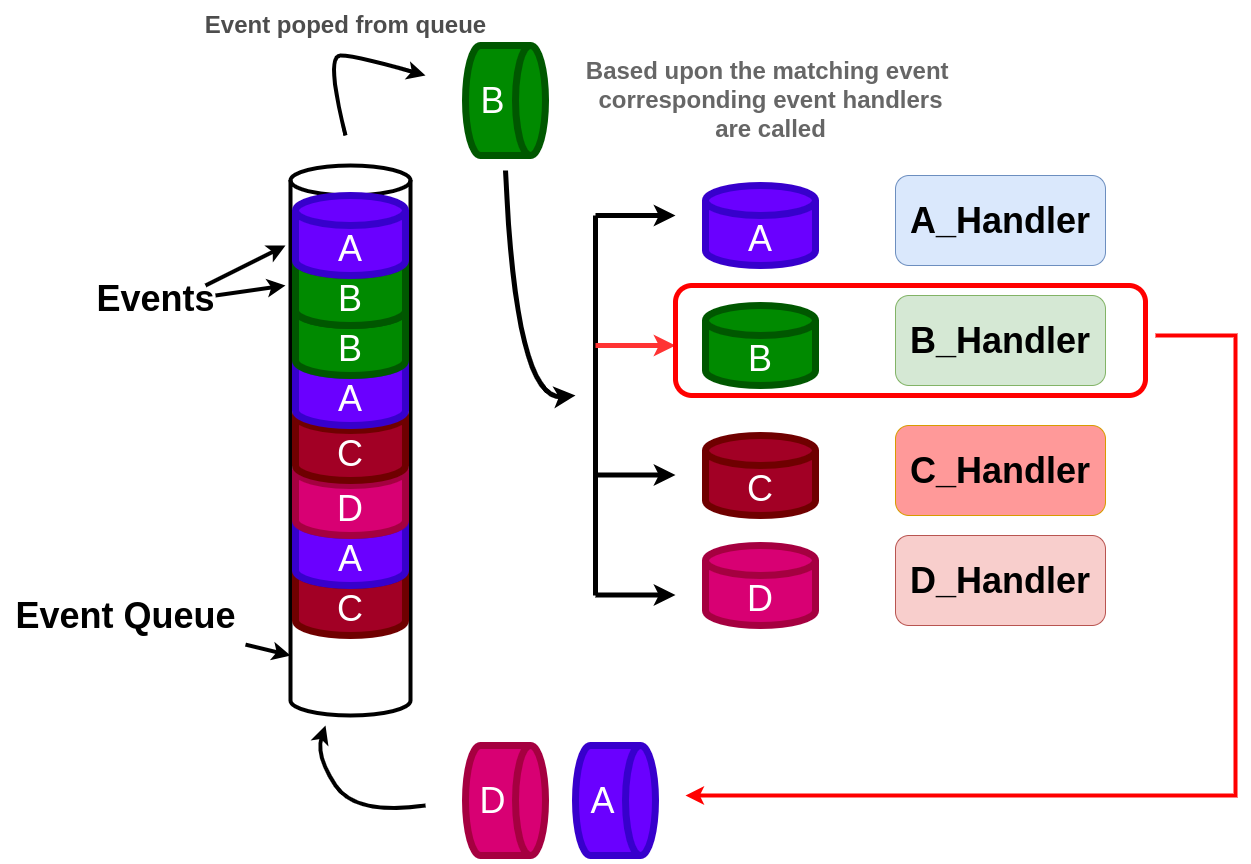 Event poped from queue
B
Based upon the matching event
corresponding event handlers
are called
A
B
B
A
C
D
A
C
Events
Event Queue
A
A_Handler
B
B_Handler
C
C_Handler
D
D_Handler
D
A